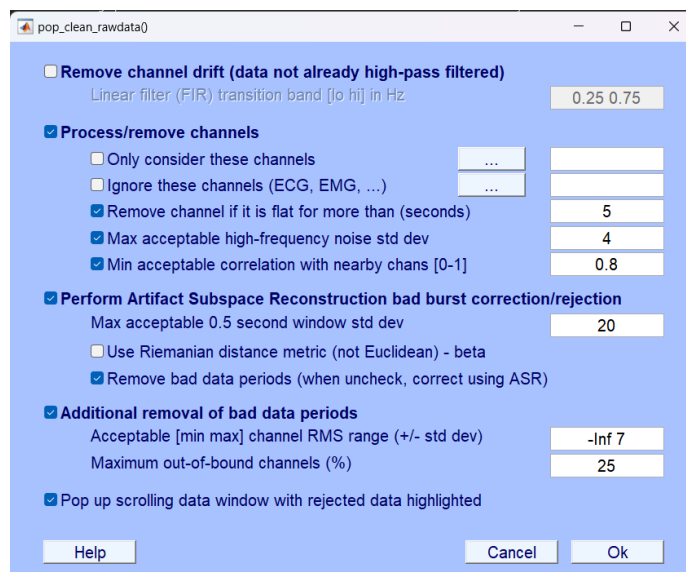 pop_clean_rawdata()
Remove channel drift (data not already high-pass filtered)
Linear filter (FIR) transition band [lo hi] in Hz 0.25 0.75
Process/remove channels
Only consider these channels ...
Ignore these channels (ECG, EMG, ...) ...
Remove channel if it is flat for more than (seconds) 5
Max acceptable high-frequency noise std dev 4
Min acceptable correlation with nearby chans [0-1] 0.8
Perform Artifact Subspace Reconstruction bad burst correction/rejection
Max acceptable 0.5 second window std dev 20
Use Riemanian distance metric (not Euclidean) - beta
Remove bad data periods (when uncheck, correct using ASR)
Additional removal of bad data periods
Acceptable [min max] channel RMS range (+/- std dev) -Inf 7
Maximum out-of-bound channels (%) 25
Pop up scrolling data window with rejected data highlighted
Help Cancel Ok